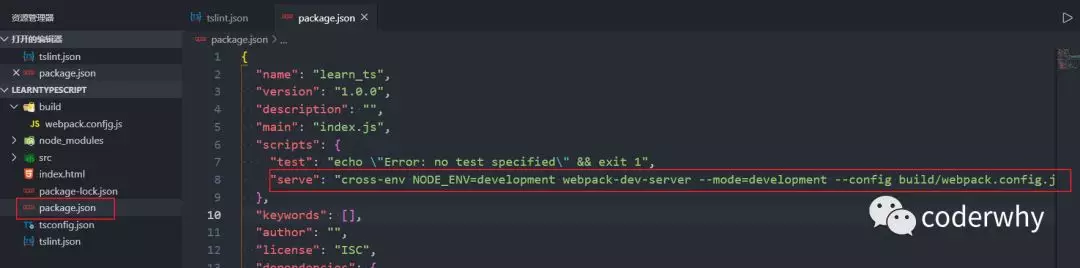 资源管理器
打开的编辑器
tslint.json
package.json
LEARNTYPESCRIPT
build
webpack.confjg.js
node_modules
src
index.html
package-lock.json
package.json
tsconfig.json
tslint.json
tslint.json
package.json
package.json > ...
1 {
2 "name": "learn_ts",
3 "version": "1.0.0",
4 "description": "",
5 "main": "index.js",
6 "scripts": {
7 "test": "echo \"Error: no test specified\" && exit 1",
8 "serve": "cross-env NODE_ENV=development webpack-dev-server --mode=development --config build/webpack.config.j
9 },
10 "keywords": [],
11 "author": "",
12 "license": "ISC",
13 "dependencies": {
coderwhy